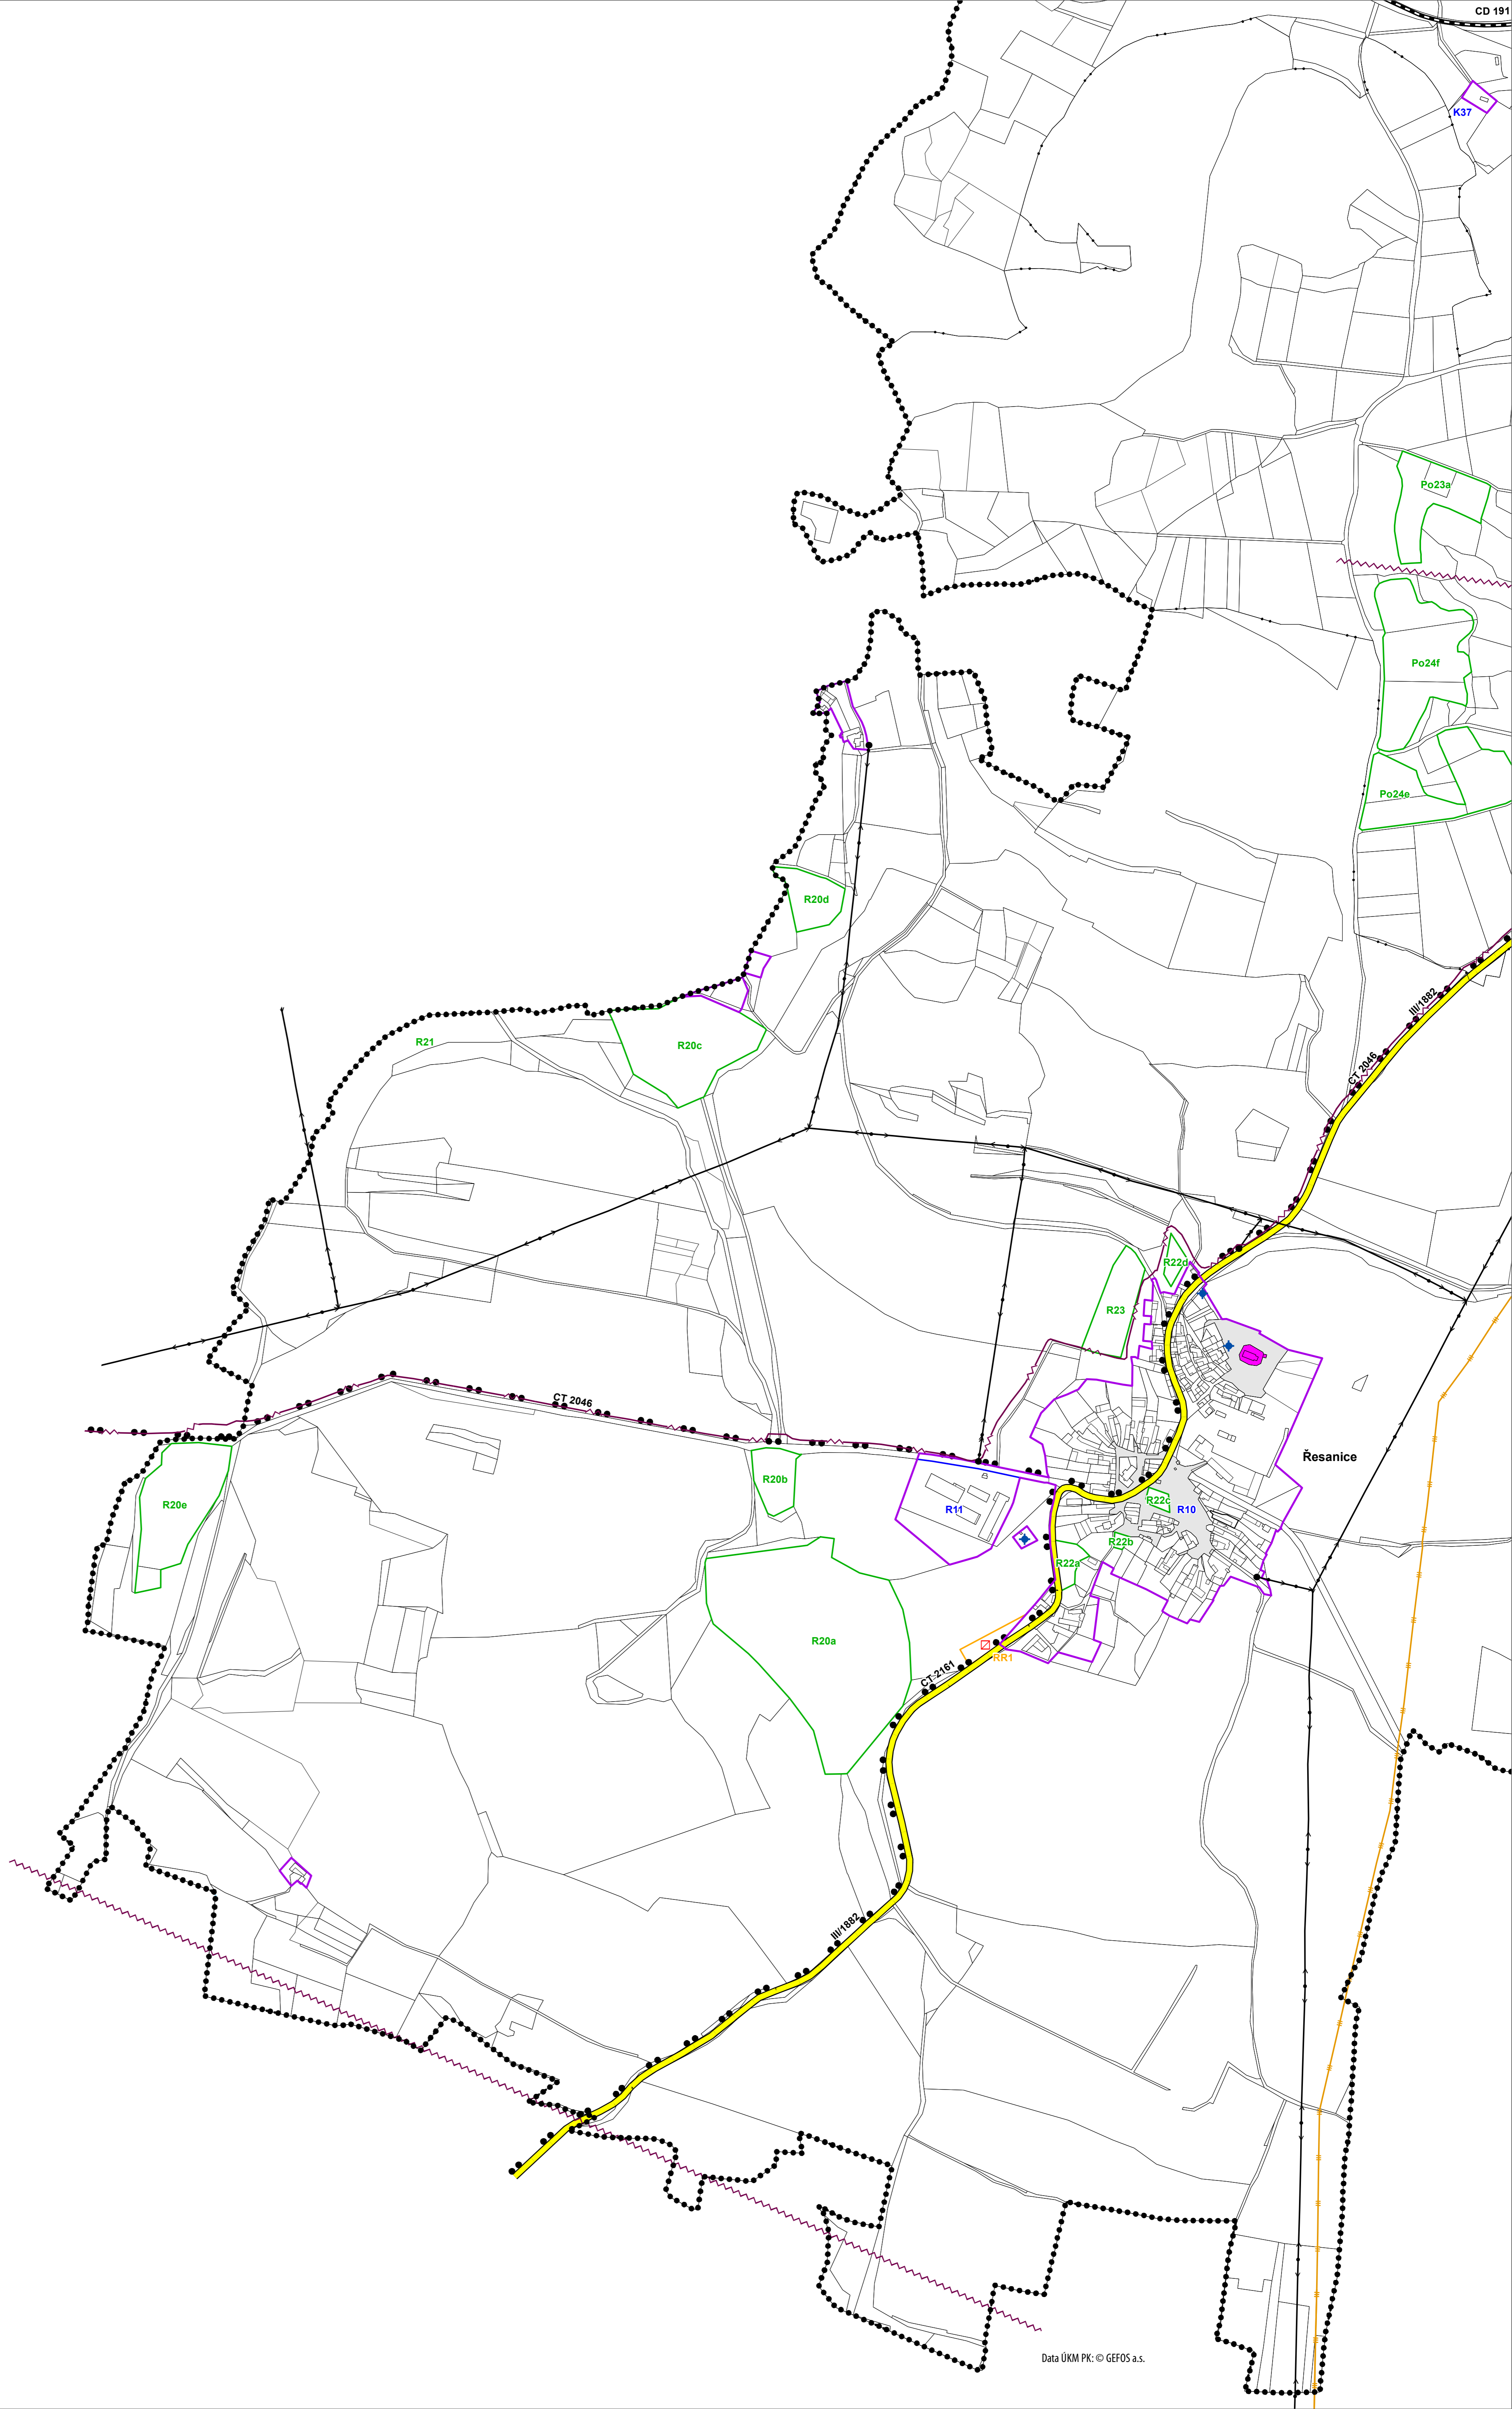 CD 191
K37
Po23a
Po24f
Po24e
R20d
III/1882
R21
R20c
CT 2046
R22d
R23
CT 2046
Řesanice
R20b
R20e
R11
R22c
R10
R22b
R22a
R20a
RR1
CT 2161
III/1882
Data ÚKM PK: © GEFOS a.s.